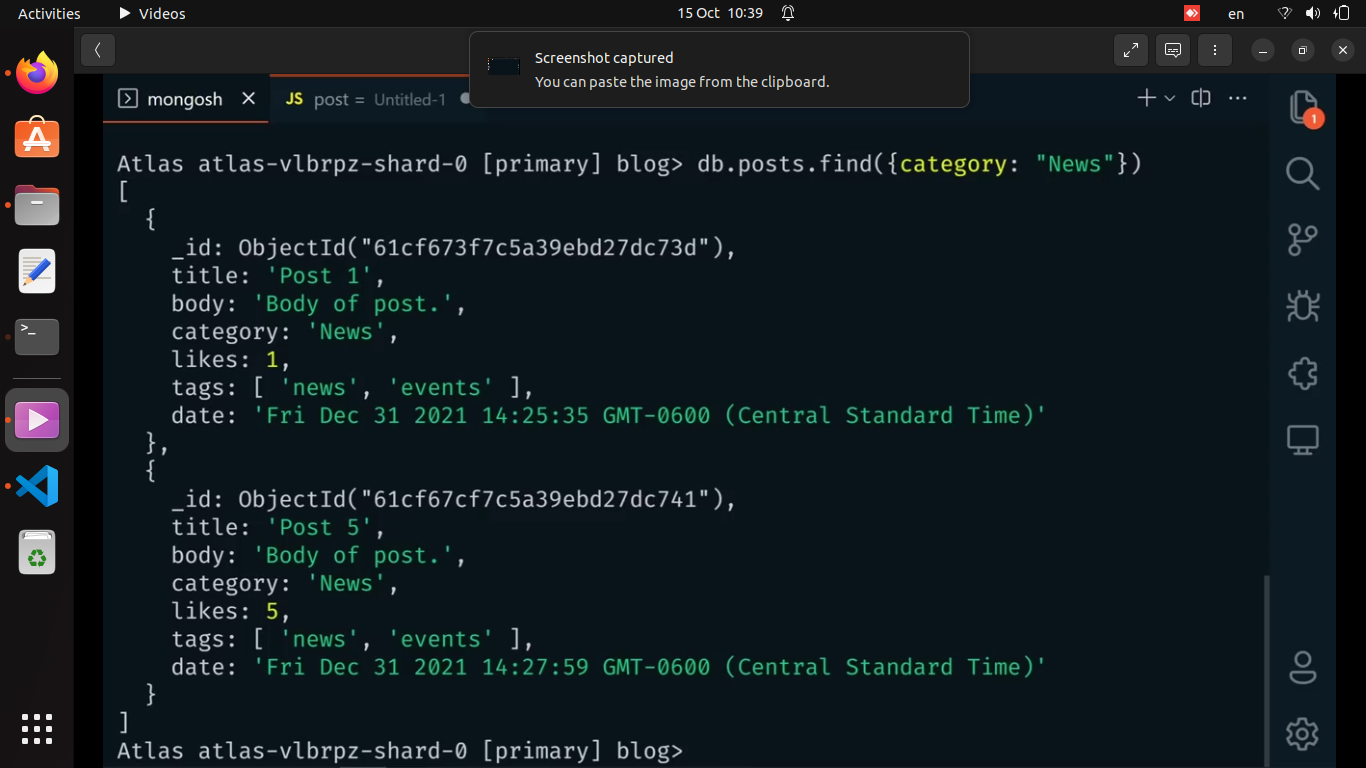 Activities
Videos
15 Oct 10:39
en
Screenshot captured
You can paste the image from the clipboard.
mongosh
JS post = Untitled-1
1
Atlas atlas-vlbrpz-shard-0 [primary] blog> db.posts.find({category: "News"})
[
{
_id: ObjectId("61cf673f7c5a39ebd27dc73d"),
title: 'Post 1',
body: 'Body of post.',
category: 'News',
likes: 1,
tags: [ 'news', 'events' ],
date: 'Fri Dec 31 2021 14:25:35 GMT-0600 (Central Standard Time)'
},
{
_id: ObjectId("61cf67cf7c5a39ebd27dc741"),
title: 'Post 5',
body: 'Body of post.',
category: 'News',
likes: 5,
tags: [ 'news', 'events' ],
date: 'Fri Dec 31 2021 14:27:59 GMT-0600 (Central Standard Time)'
}
]
Atlas atlas-vlbrpz-shard-0 [primary] blog>